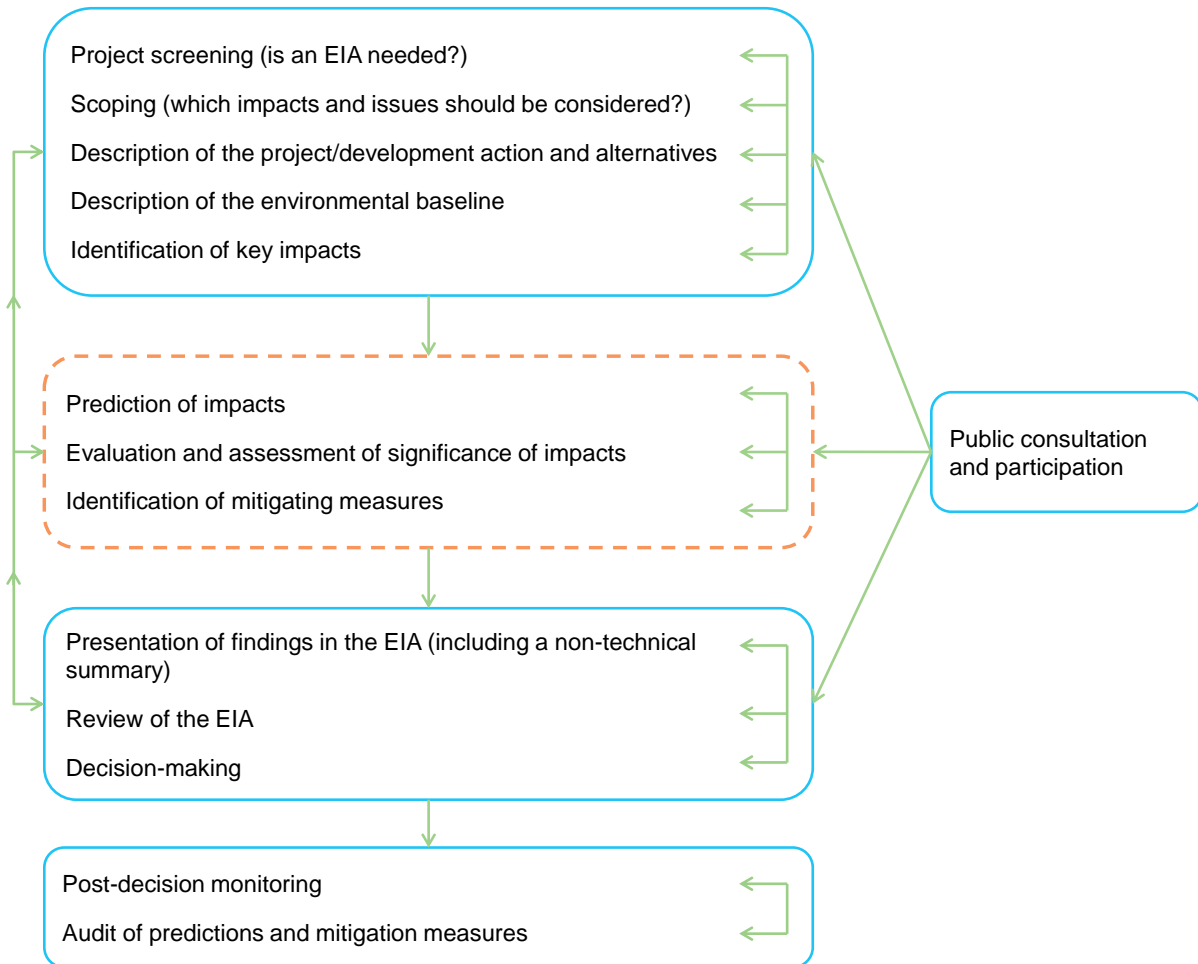 Project screening (is an EIA needed?)
Scoping (which impacts and issues should be considered?)
Description of the project/development action and alternatives
Description of the environmental baseline
Identification of key impacts
Prediction of impacts
Evaluation and assessment of significance of impacts
Identification of mitigating measures
Public consultation
and participation
Presentation of findings in the EIA (including a non-technical
summary)
Review of the EIA
Decision-making
Post-decision monitoring
Audit of predictions and mitigation measures